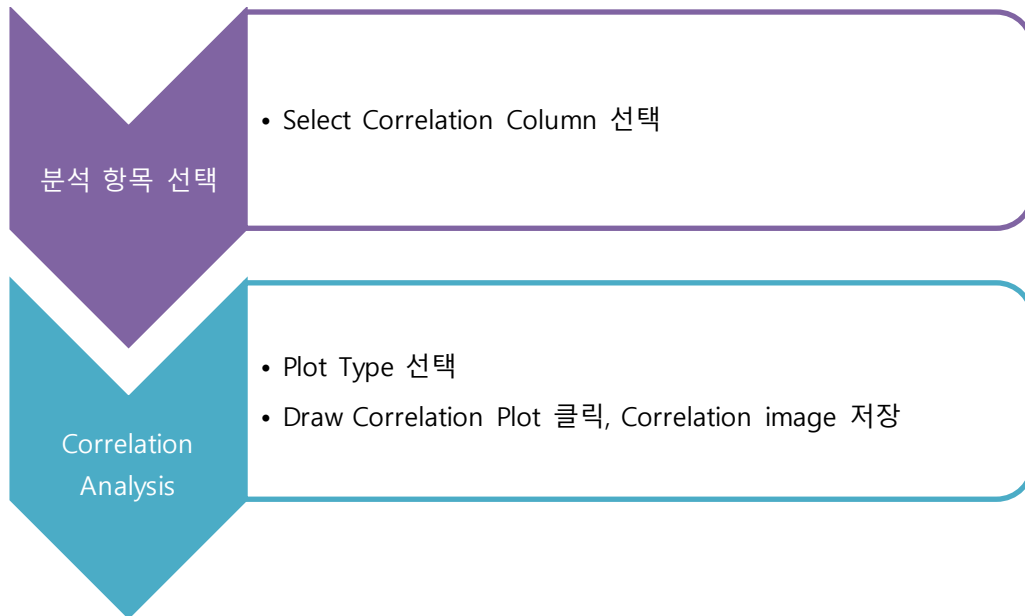 분석 항목 선택
• Select Correlation Column 선택
Correlation
Analysis
• Plot Type 선택
• Draw Correlation Plot 클릭, Correlation image 저장